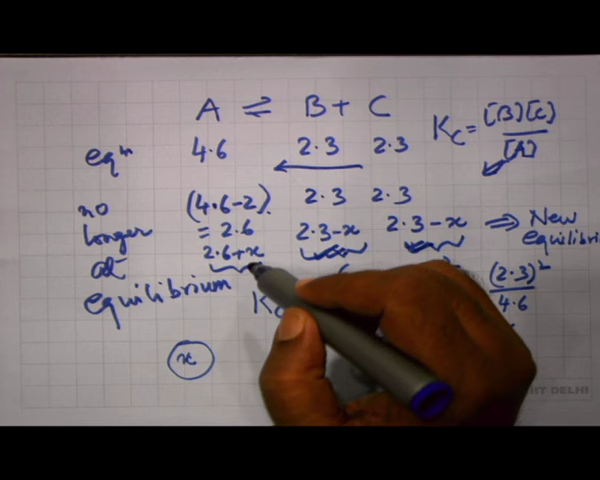 A ⇌ B + C
Kc = [B][C] / [A]
eqⁿ 4.6 2.3 2.3
no longer at equilibrium
(4.6-2) 2.3 2.3
= 2.6 2.3-x 2.3-x ⇒ New
2.6+x
K
(2.3)² / 4.6
x
IIT DELHI